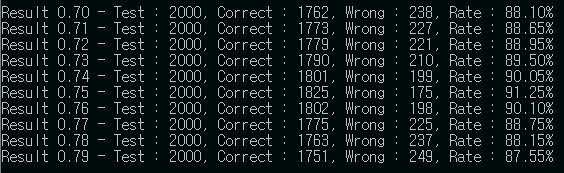 Result 0.70 - Test : 2000, Correct : 1762, Wrong : 238, Rate : 88.10%
Result 0.71 - Test : 2000, Correct : 1773, Wrong : 227, Rate : 88.65%
Result 0.72 - Test : 2000, Correct : 1779, Wrong : 221, Rate : 88.95%
Result 0.73 - Test : 2000, Correct : 1790, Wrong : 210, Rate : 89.50%
Result 0.74 - Test : 2000, Correct : 1801, Wrong : 199, Rate : 90.05%
Result 0.75 - Test : 2000, Correct : 1825, Wrong : 175, Rate : 91.25%
Result 0.76 - Test : 2000, Correct : 1802, Wrong : 198, Rate : 90.10%
Result 0.77 - Test : 2000, Correct : 1775, Wrong : 225, Rate : 88.75%
Result 0.78 - Test : 2000, Correct : 1763, Wrong : 237, Rate : 88.15%
Result 0.79 - Test : 2000, Correct : 1751, Wrong : 249, Rate : 87.55%